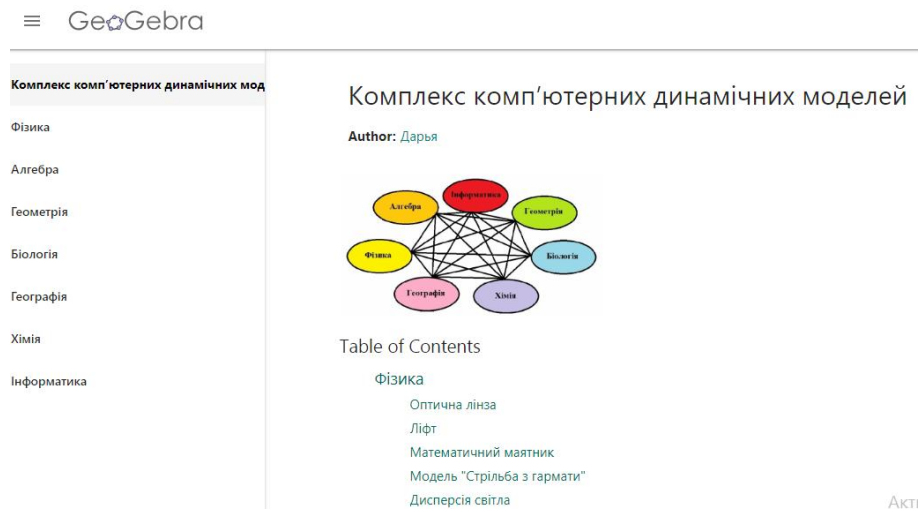 GeoGebra
Комплекс комп'ютерних динамічних мод
Фізика
Алгебра
Геометрія
Біологія
Географія
Хімія
Інформатика
Комплекс комп'ютерних динамічних моделей
Author: Дарья
Інформатика
Алгебра
Геометрія
Фізика
Біологія
Географія
Хімія
Table of Contents
Фізика
Оптична лінза
Ліфт
Математичний маятник
Модель "Стрільба з гармати"
Дисперсія світла
Акти